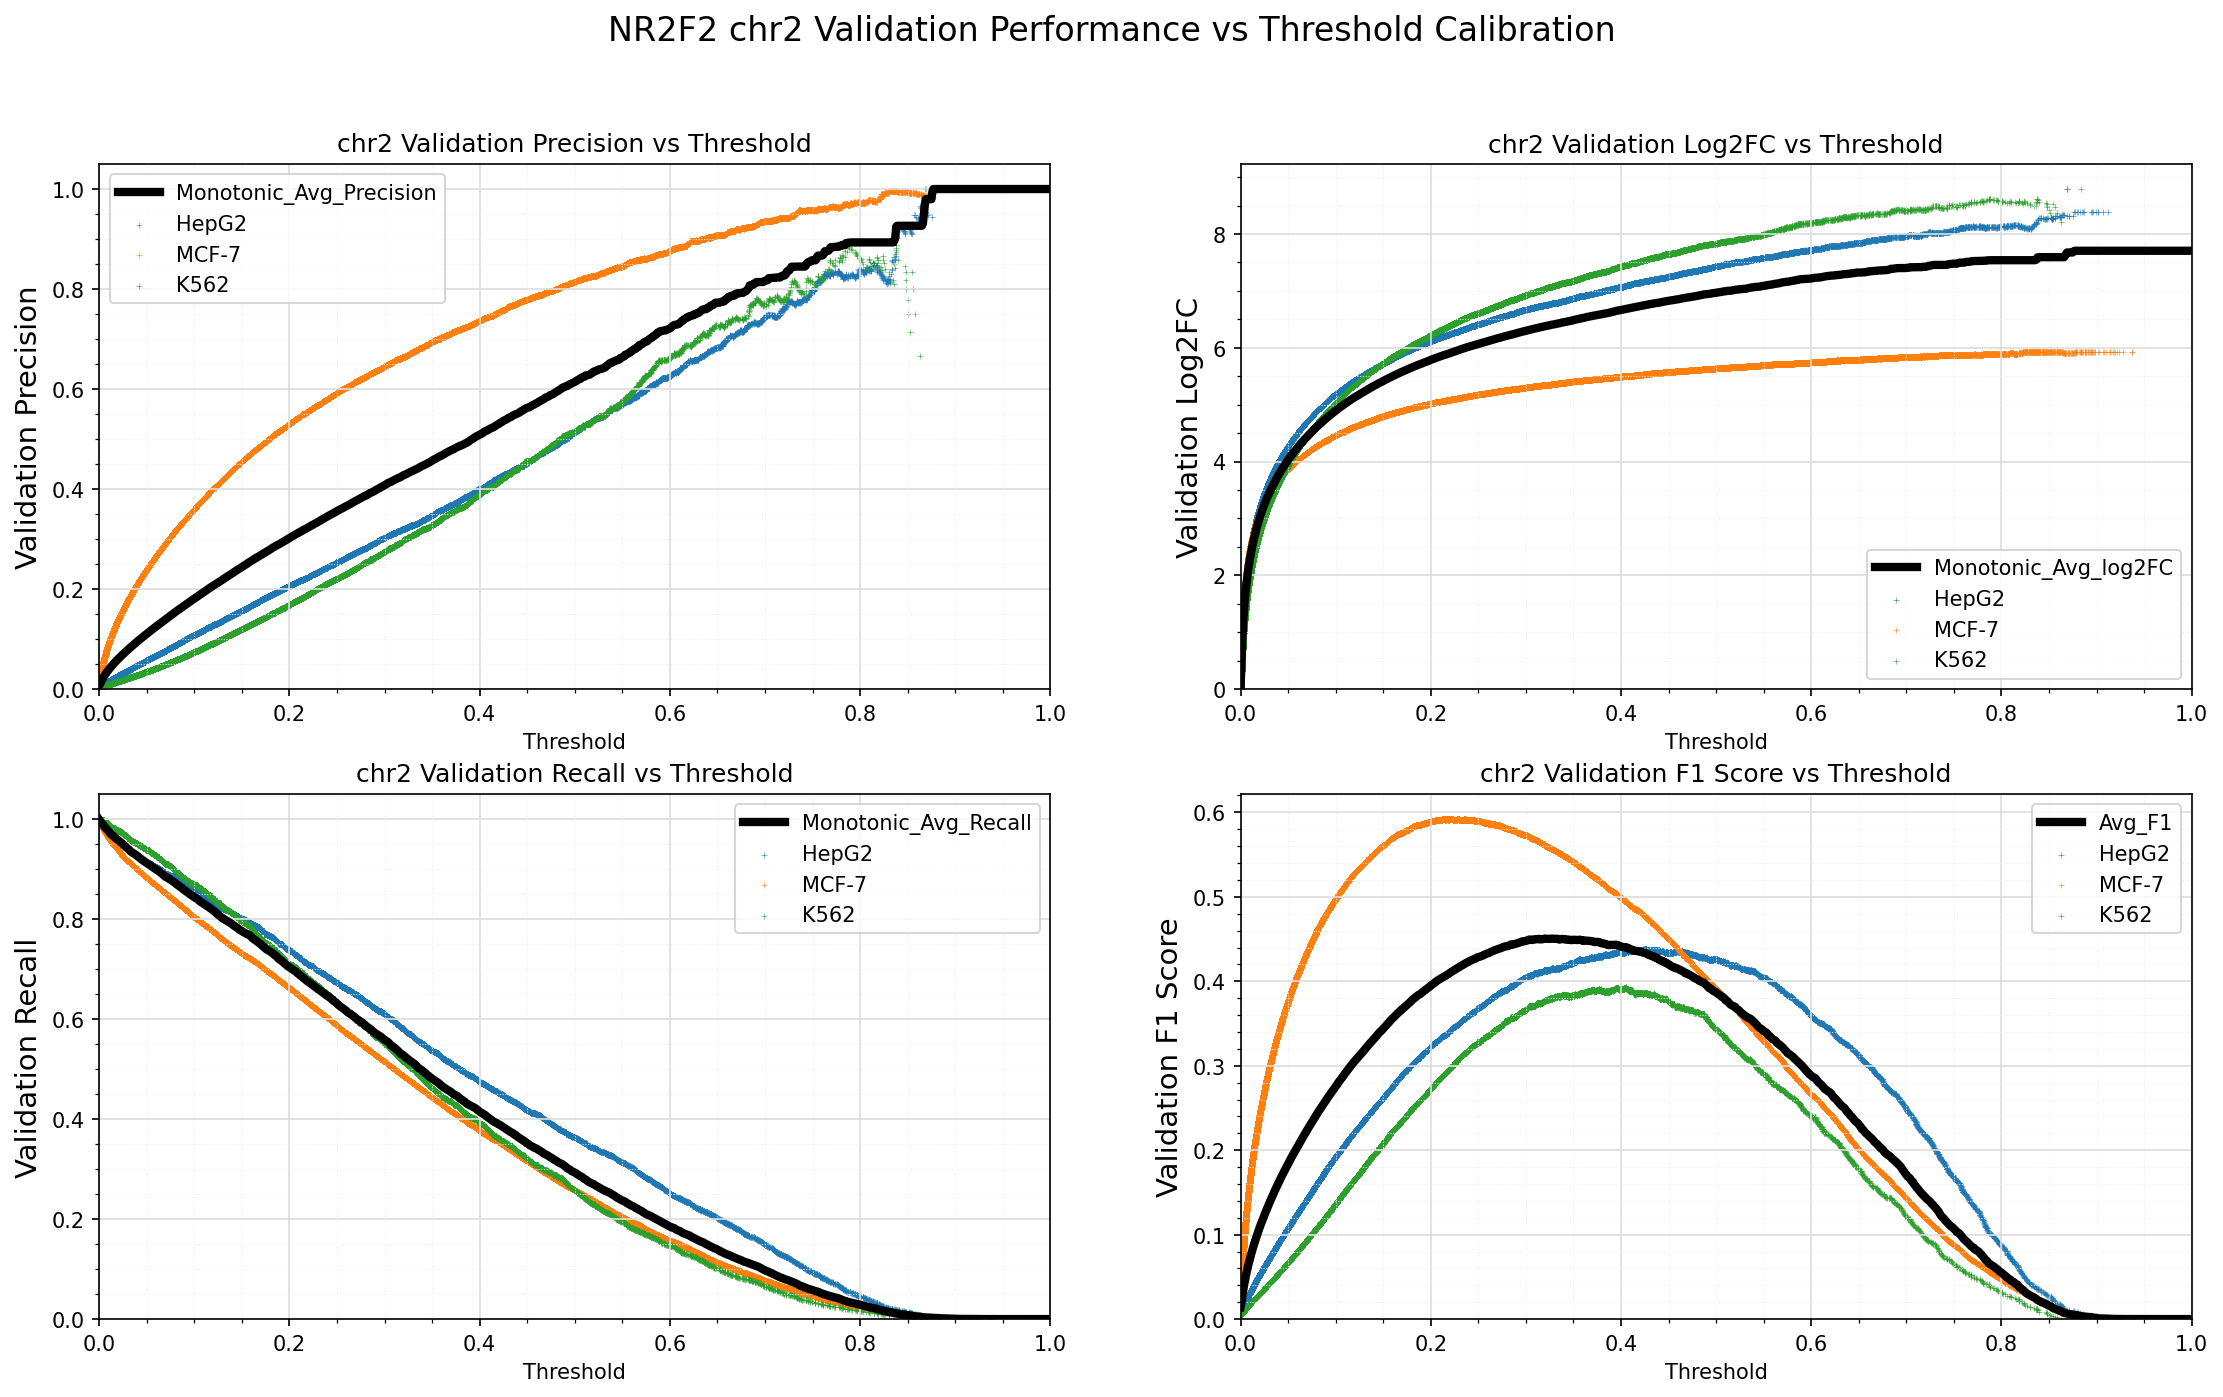 NR2F2 chr2 Validation Performance vs Threshold Calibration
chr2 Validation Precision vs Threshold
Validation Precision
1.0
0.8
0.6
0.4
0.2
0.0
Monotonic_Avg_Precision
HepG2
MCF-7
K562
0.0 0.2 0.4 0.6 0.8 1.0
Threshold
chr2 Validation Log2FC vs Threshold
Validation Log2FC
8
6
4
2
0
Monotonic_Avg_log2FC
HepG2
MCF-7
K562
0.0 0.2 0.4 0.6 0.8 1.0
Threshold
chr2 Validation Recall vs Threshold
Validation Recall
1.0
0.8
0.6
0.4
0.2
0.0
Monotonic_Avg_Recall
HepG2
MCF-7
K562
0.0 0.2 0.4 0.6 0.8 1.0
Threshold
chr2 Validation F1 Score vs Threshold
Validation F1 Score
0.6
0.5
0.4
0.3
0.2
0.1
0.0
Avg_F1
HepG2
MCF-7
K562
0.0 0.2 0.4 0.6 0.8 1.0
Threshold